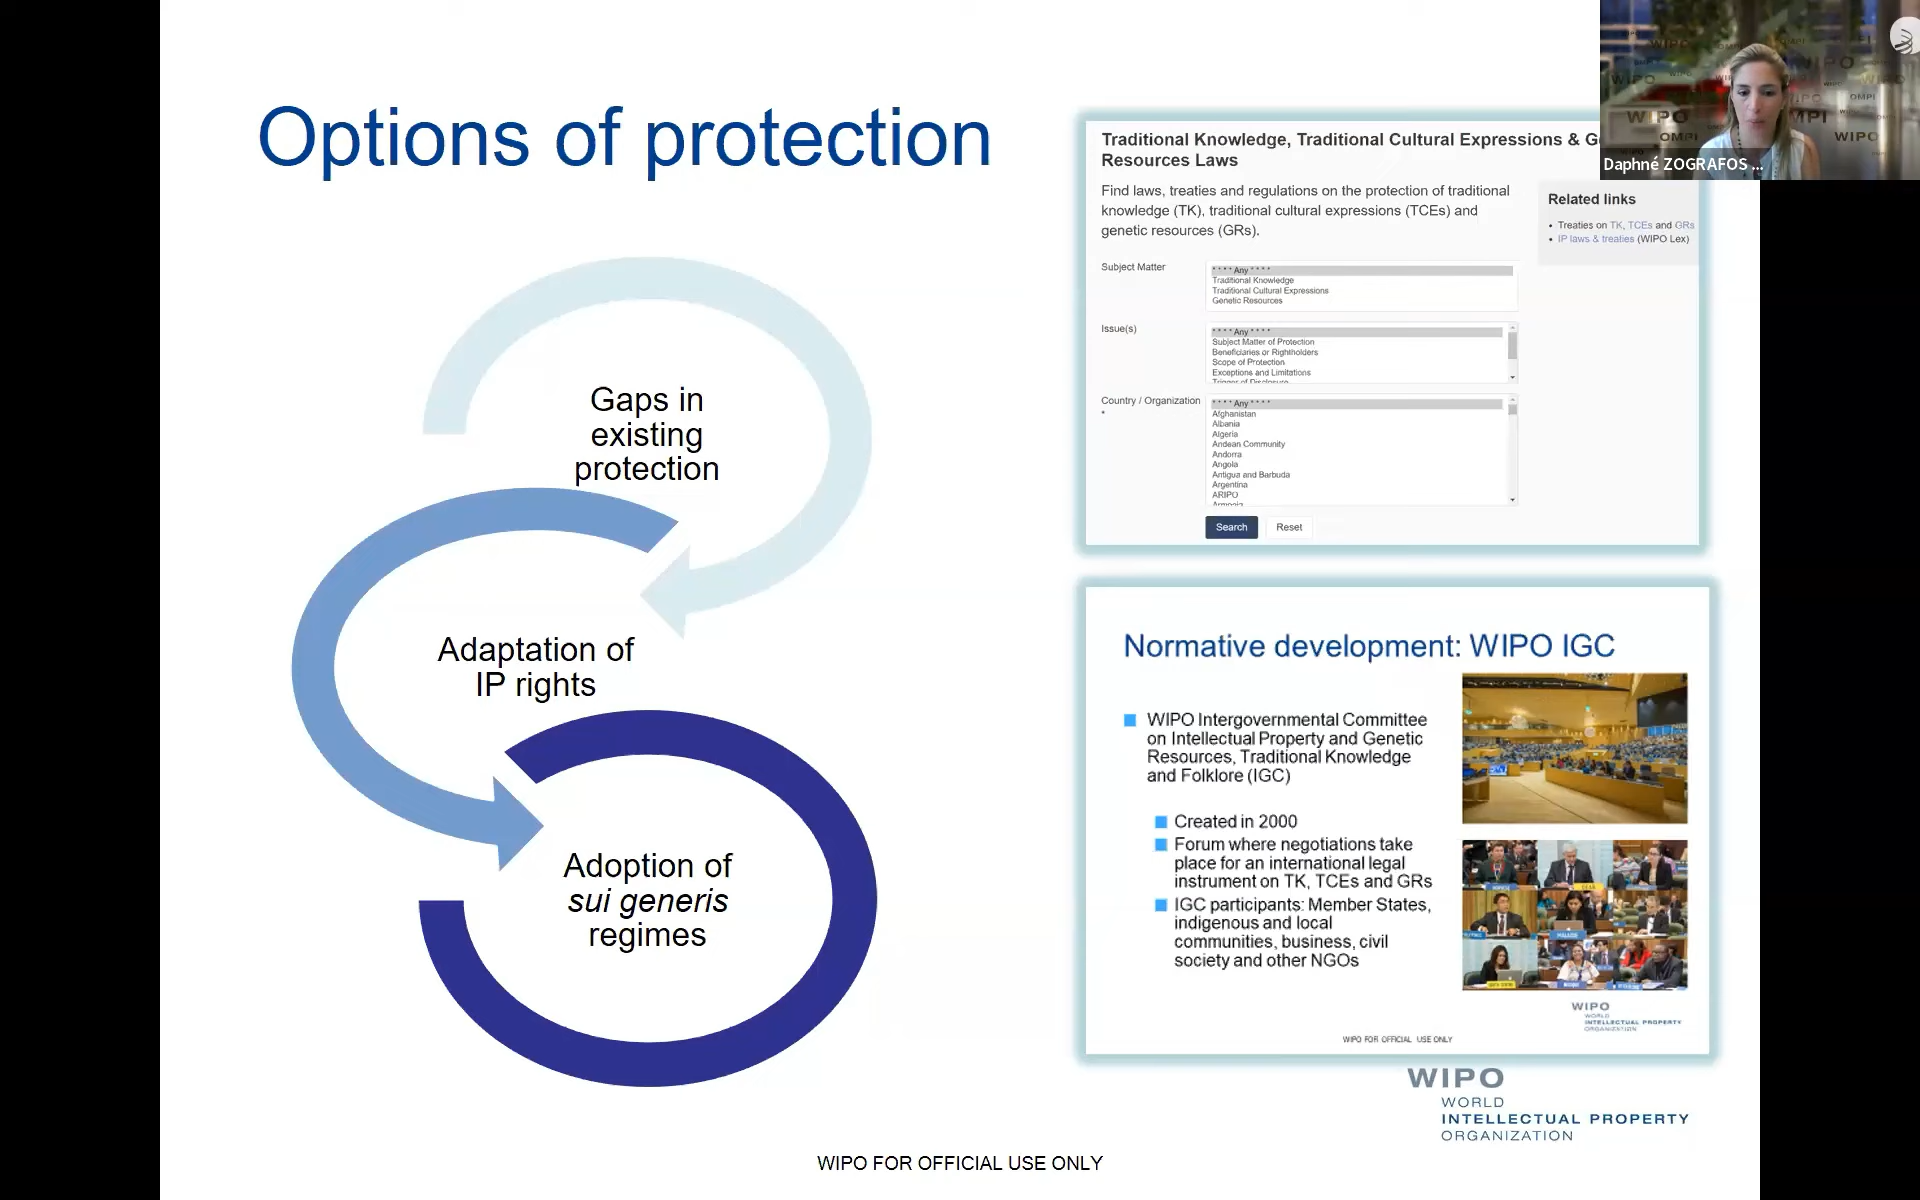 Options of protection
Gaps in
existing
protection
Adaptation of
IP rights
Adoption of
sui generis
regimes
Traditional Knowledge, Traditional Cultural Expressions &
Resources Laws
Find laws, treaties and regulations on the protection of traditional
knowledge (TK), traditional cultural expressions (TCEs) and
genetic resources (GRs).
Related links
• Treaties on TK, TCEs and GRs
• IP laws & treaties (WIPO Lex)
Subject Matter
* * * * Any * * * *
Traditional Knowledge
Traditional Cultural Expressions
Genetic Resources
Issue(s)
* * * * Any * * * *
Subject Matter of Protection
Beneficiaries or Rightholders
Scope of Protection
Exceptions and Limitations
Trigger of Disclosure
Country / Organization
*
* * * * Any * * * *
Afghanistan
Albania
Algeria
Andean Community
Andorra
Angola
Antigua and Barbuda
Argentina
ARIPO
Armenia
Search
Reset
Daphné ZOGRAFOS ...
Normative development: WIPO IGC
WIPO Intergovernmental Committee
on Intellectual Property and Genetic
Resources, Traditional Knowledge
and Folklore (IGC)
Created in 2000
Forum where negotiations take
place for an international legal
instrument on TK, TCEs and GRs
IGC participants: Member States,
indigenous and local
communities, business, civil
society and other NGOs
WIPO
WORLD
INTELLECTUAL PROPERTY
ORGANIZATION
WIPO FOR OFFICIAL USE ONLY
WIPO
WORLD
INTELLECTUAL PROPERTY
ORGANIZATION
WIPO FOR OFFICIAL USE ONLY